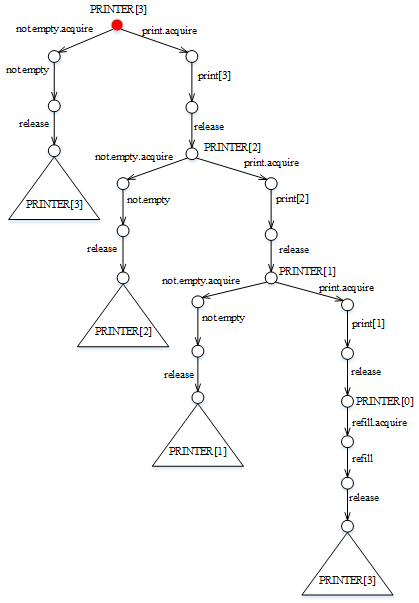 PRINTER[3]
not.empty.acquire
print.acquire
not.empty
print[3]
release
release
PRINTER[2]
not.empty.acquire
print.acquire
PRINTER[3]
not.empty
print[2]
release
release
PRINTER[1]
not.empty.acquire
print.acquire
PRINTER[2]
not.empty
print[1]
release
release
PRINTER[0]
refill.acquire
PRINTER[1]
refill
release
PRINTER[3]